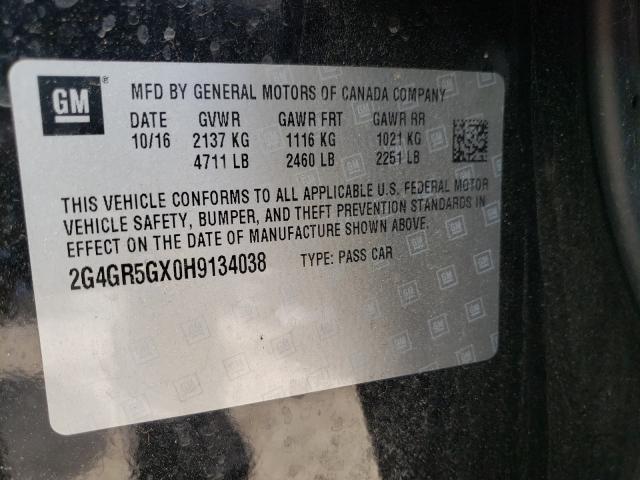 GM
MFD BY GENERAL MOTORS OF CANADA COMPANY
DATE GVWR GAWR FRT GAWR RR
10/16 2137 KG 1116 KG 1021 KG
4711 LB 2460 LB 2251 LB
THIS VEHICLE CONFORMS TO ALL APPLICABLE U.S. FEDERAL MOTOR
VEHICLE SAFETY, BUMPER, AND THEFT PREVENTION STANDARDS IN
EFFECT ON THE DATE OF MANUFACTURE SHOWN ABOVE.
2G4GR5GX0H9134038 TYPE: PASS CAR